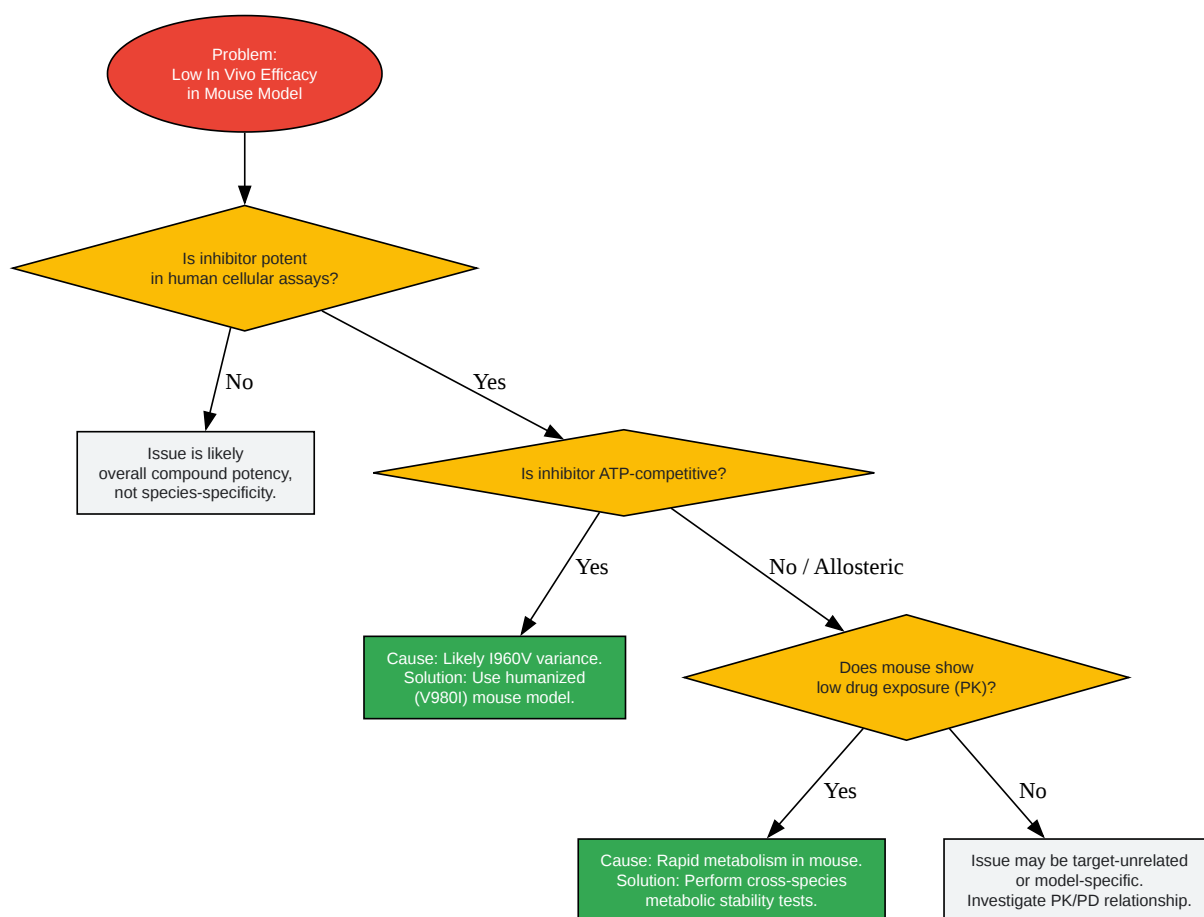 Problem:
Low In Vivo Efficacy
in Mouse Model
Is inhibitor potent
in human cellular assays?
No
Yes
Issue is likely
overall compound potency,
not species-specificity.
Is inhibitor ATP-competitive?
Yes
No / Allosteric
Cause: Likely I960V variance.
Solution: Use humanized
(V980I) mouse model.
Does mouse show
low drug exposure (PK)?
Yes
No
Cause: Rapid metabolism in mouse.
Solution: Perform cross-species
metabolic stability tests.
Issue may be target-unrelated
or model-specific.
Investigate PK/PD relationship.